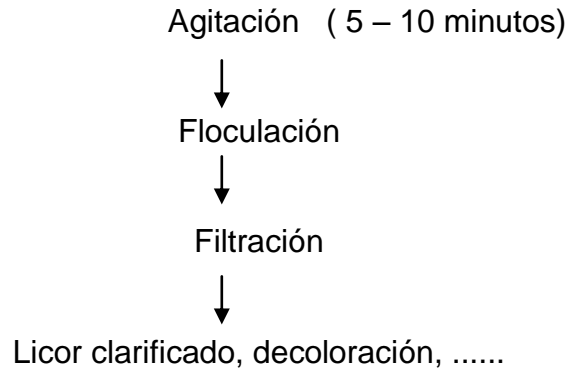 Agitación ( 5 – 10 minutos)
Floculación
Filtración
Licor clarificado, decoloración, ......